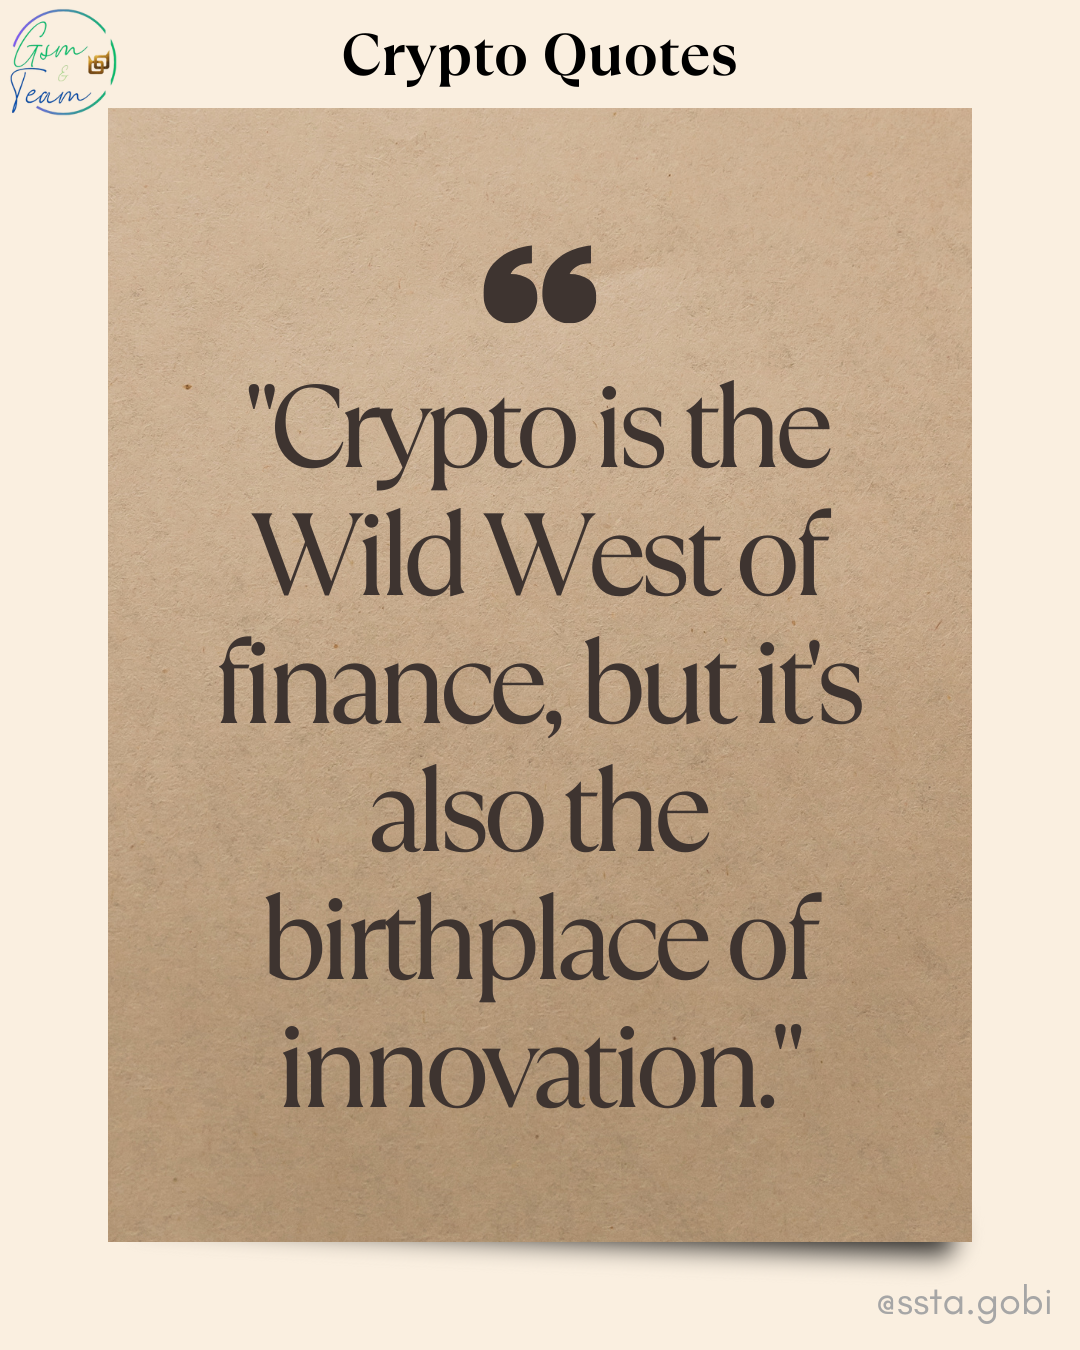 Gsm
&
Team
Crypto Quotes
“
"Crypto is the
Wild West of
finance, but it's
also the
birthplace of
innovation."
@ssta.gobi